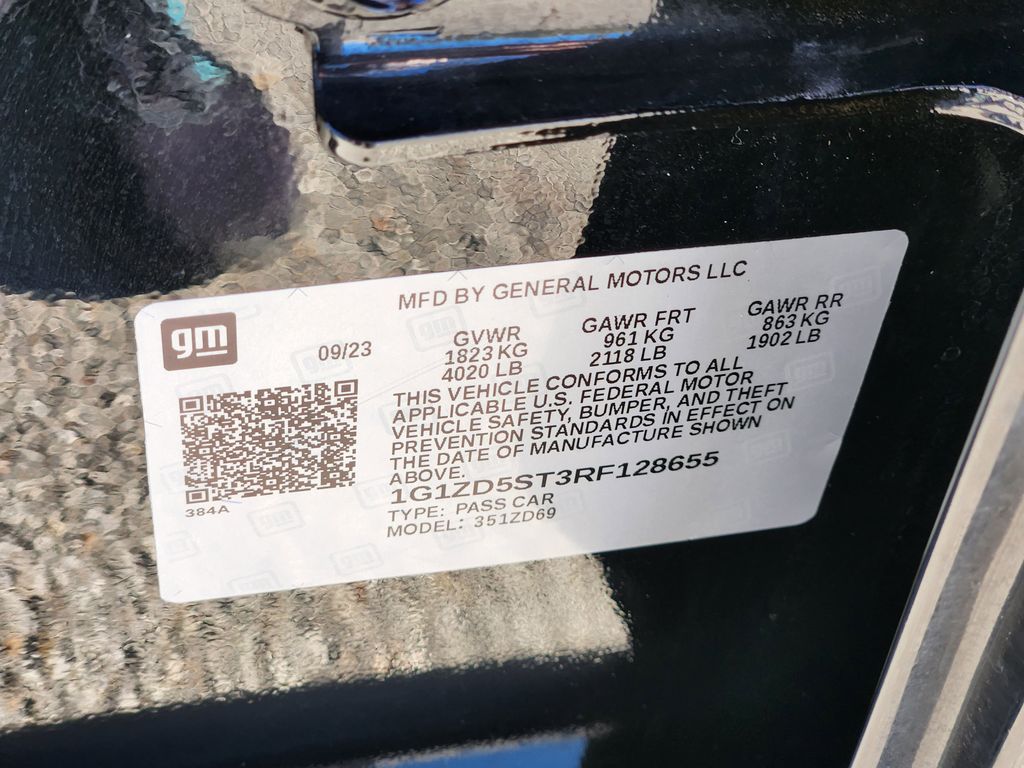 MFD BY GENERAL MOTORS LLC
gm
09/23
GVWR
1823 KG
4020 LB
GAWR FRT
961 KG
2118 LB
GAWR RR
863 KG
1902 LB
THIS VEHICLE CONFORMS TO ALL
APPLICABLE U.S. FEDERAL MOTOR
VEHICLE SAFETY, BUMPER, AND THEFT
PREVENTION STANDARDS IN EFFECT ON
THE DATE OF MANUFACTURE SHOWN
ABOVE.
1G1ZD5ST3RF128655
TYPE: PASS CAR
MODEL: 351ZD69
384A